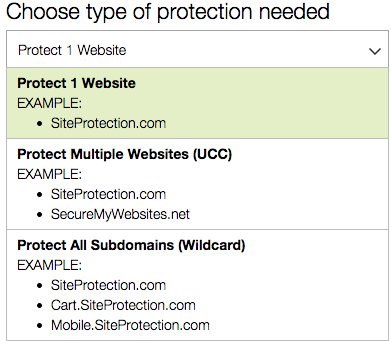 Choose type of protection needed
Protect 1 Website
Protect 1 Website
EXAMPLE:
• SiteProtection.com
Protect Multiple Websites (UCC)
EXAMPLE:
• SiteProtection.com
• SecureMyWebsites.net
Protect All Subdomains (Wildcard)
EXAMPLE:
• SiteProtection.com
• Cart.SiteProtection.com
• Mobile.SiteProtection.com